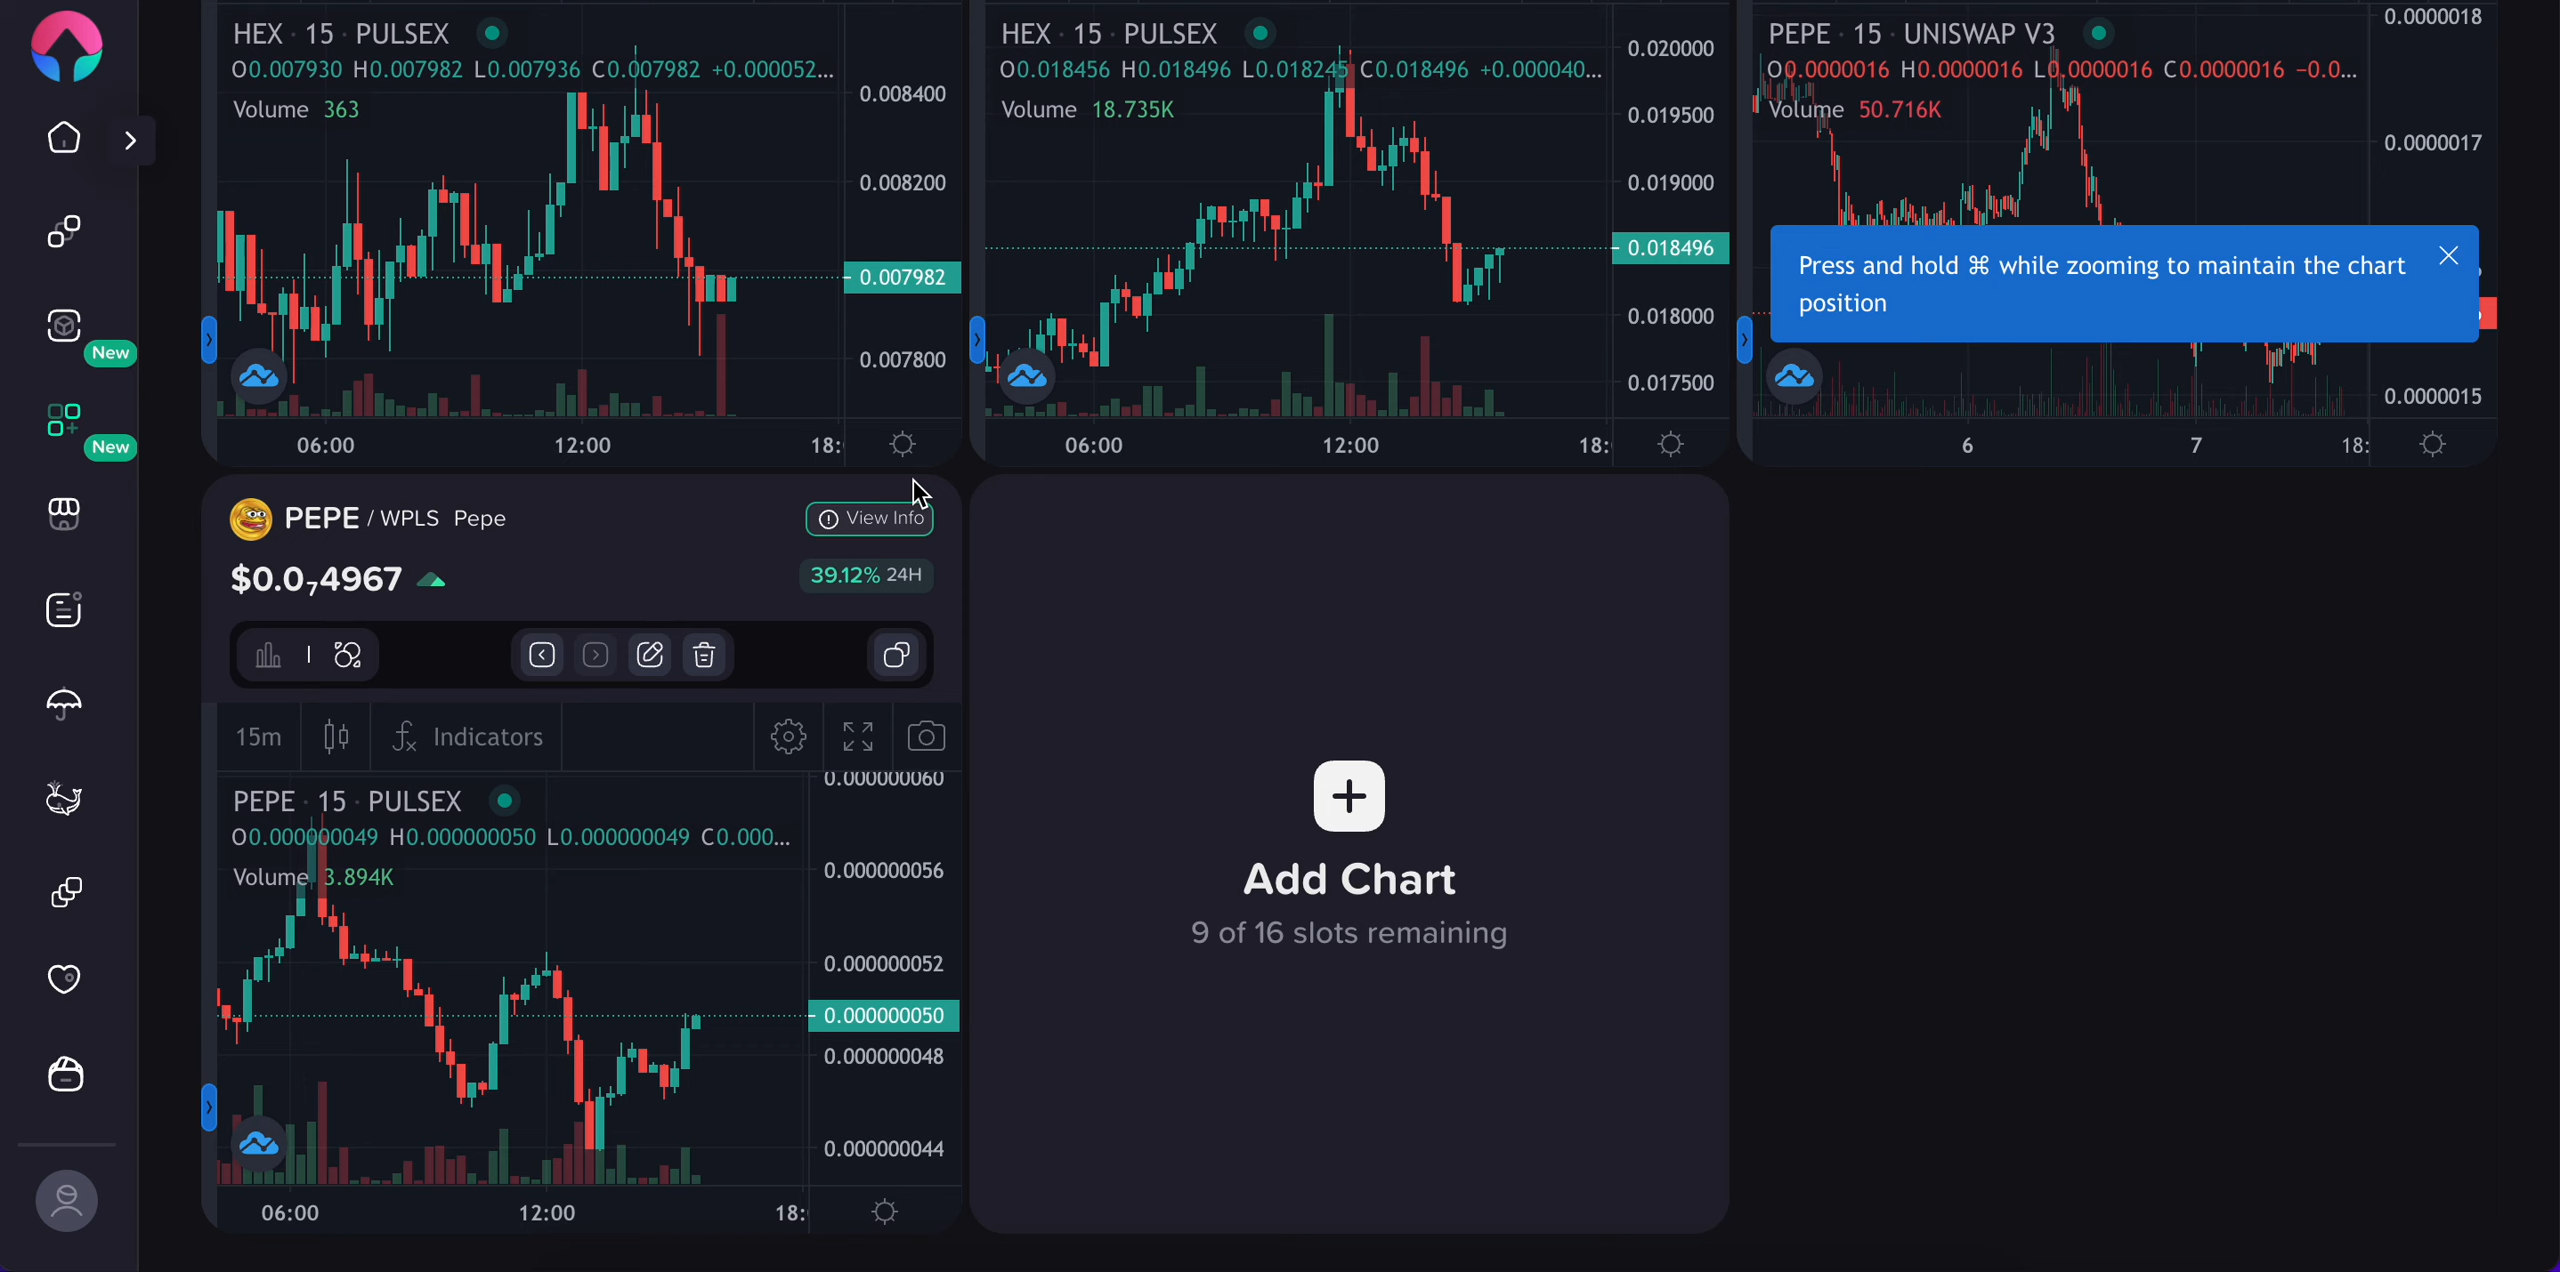 HEX · 15 · PULSEX
O0.007930 H0.007982 L0.007936 C0.007982 +0.000052...
Volume 363
0.008400
0.008200
0.007982
0.007800
06:00 12:00 18:
HEX · 15 · PULSEX
O0.018456 H0.018496 L0.018245 C0.018496 +0.000040...
Volume 18.735K
0.020000
0.019500
0.019000
0.018496
0.018000
0.017500
06:00 12:00 18:
PEPE · 15 · UNISWAP V3
O0.0000016 H0.0000016 L0.0000016 C0.0000016 −0.0...
Volume 50.716K
0.0000018
0.0000017
Press and hold ⌘ while zooming to maintain the chart
position
0.0000015
6 7 18:
New
New
PEPE / WPLS Pepe
View Info
$0.0₇4967
39.12% 24H
15m
Indicators
PEPE · 15 · PULSEX
O0.000000049 H0.000000050 L0.000000049 C0.000...
Volume 3.894K
0.000000060
0.000000056
0.000000052
0.000000050
0.000000048
0.000000044
06:00 12:00 18:
Add Chart
9 of 16 slots remaining